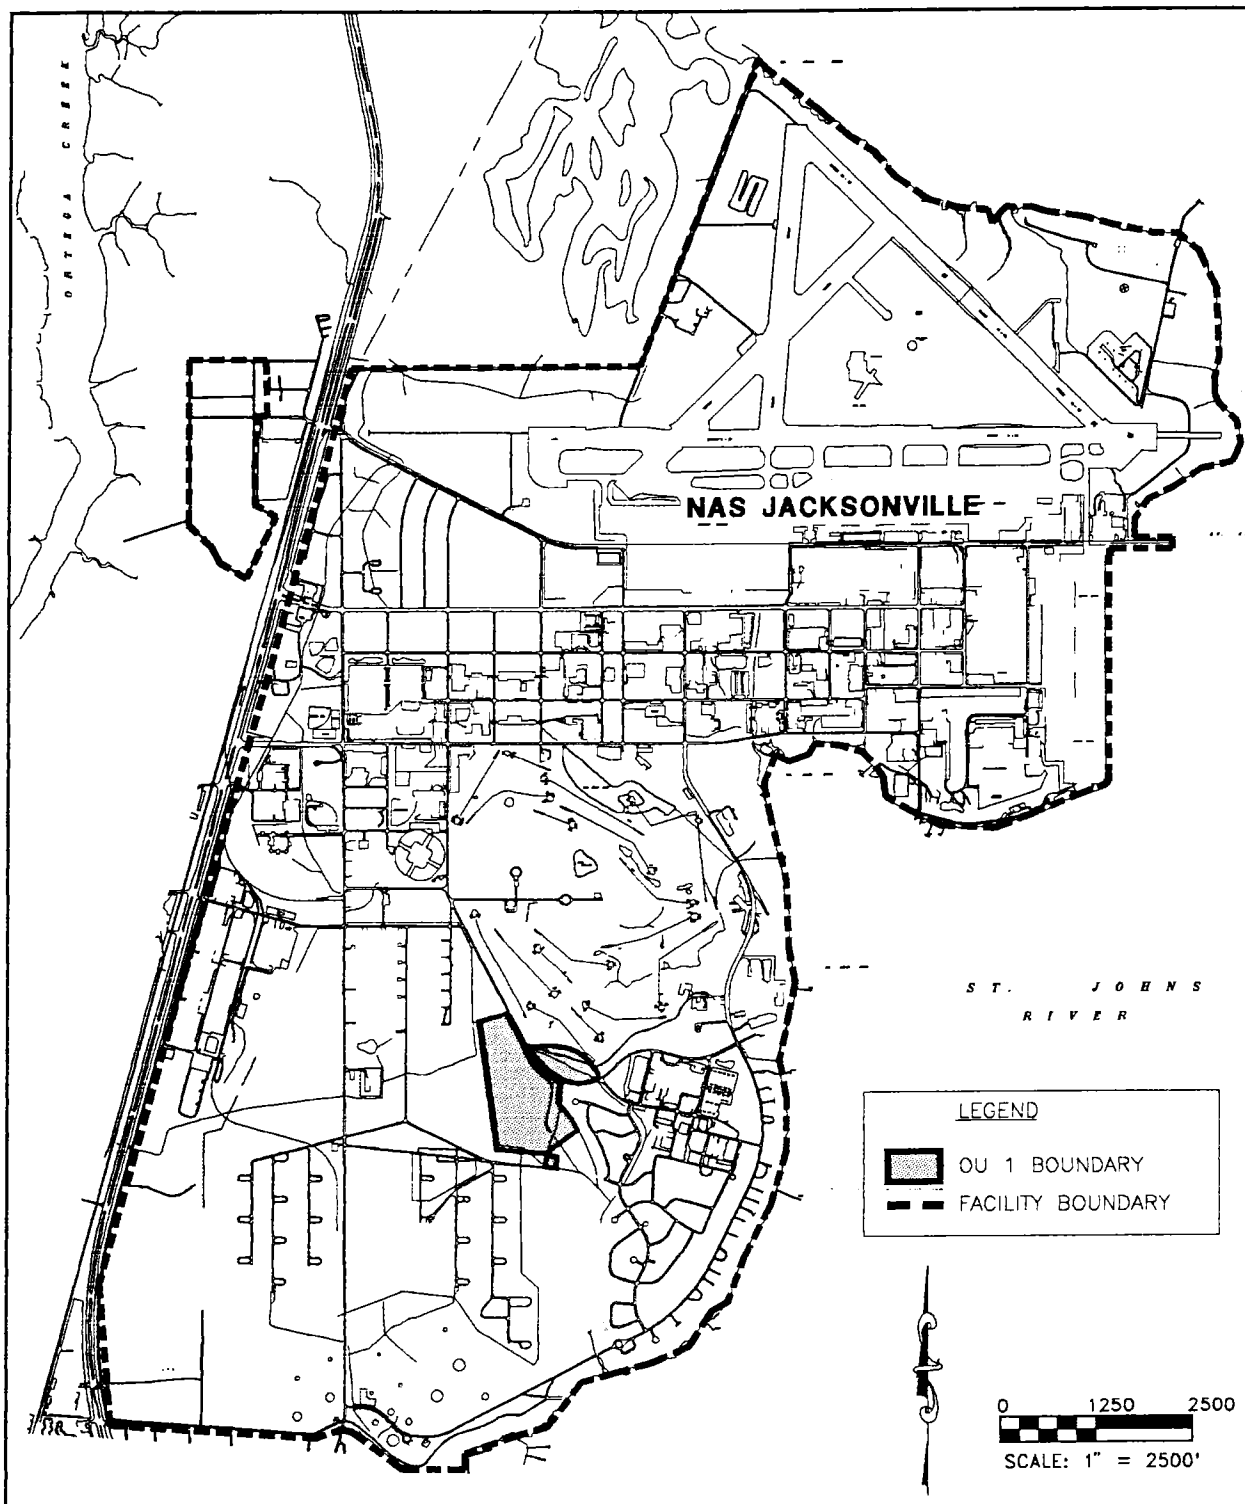 ORTEGA CREEK
NAS JACKSONVILLE
ST. JOHNS
RIVER
LEGEND
OU 1 BOUNDARY
FACILITY BOUNDARY
0 1250 2500
SCALE: 1" = 2500'